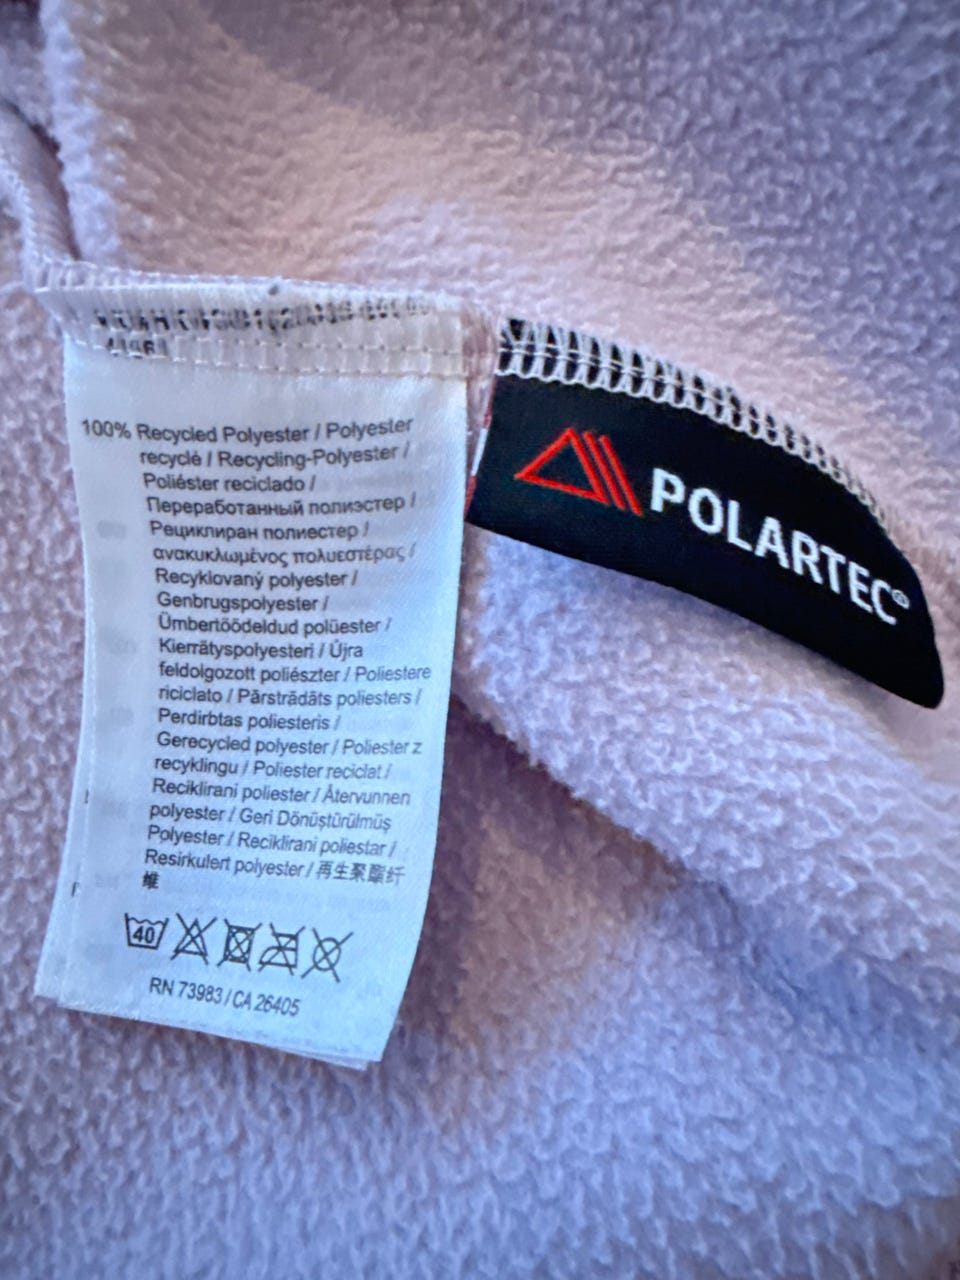 100% Recycled Polyester / Polyester
recyclé / Recycling-Polyester /
Poliéster reciclado /
Переработанный полиэстер /
Рециклиран полиестер /
ανακυκλωμένος πολυεστέρας /
Recyklovaný polyester /
Genbrugspolyester /
Ümbertöödeldud polüester /
Kierrätyspolyesteri / Újra
feldolgozott poliészter / Poliestere
riciclato / Pārstrādāts poliesters /
Perdirbtas poliesteris /
Gerecycled polyester / Poliester z
recyklingu / Poliester reciclat /
Reciklirani poliester / Återvunnen
polyester / Geri Dönüştürülmüş
Polyester / Reciklirani poliestar /
Resirkulert polyester / 再生聚酯纤
维
40
RN 73983 / CA 26405
POLARTEC®